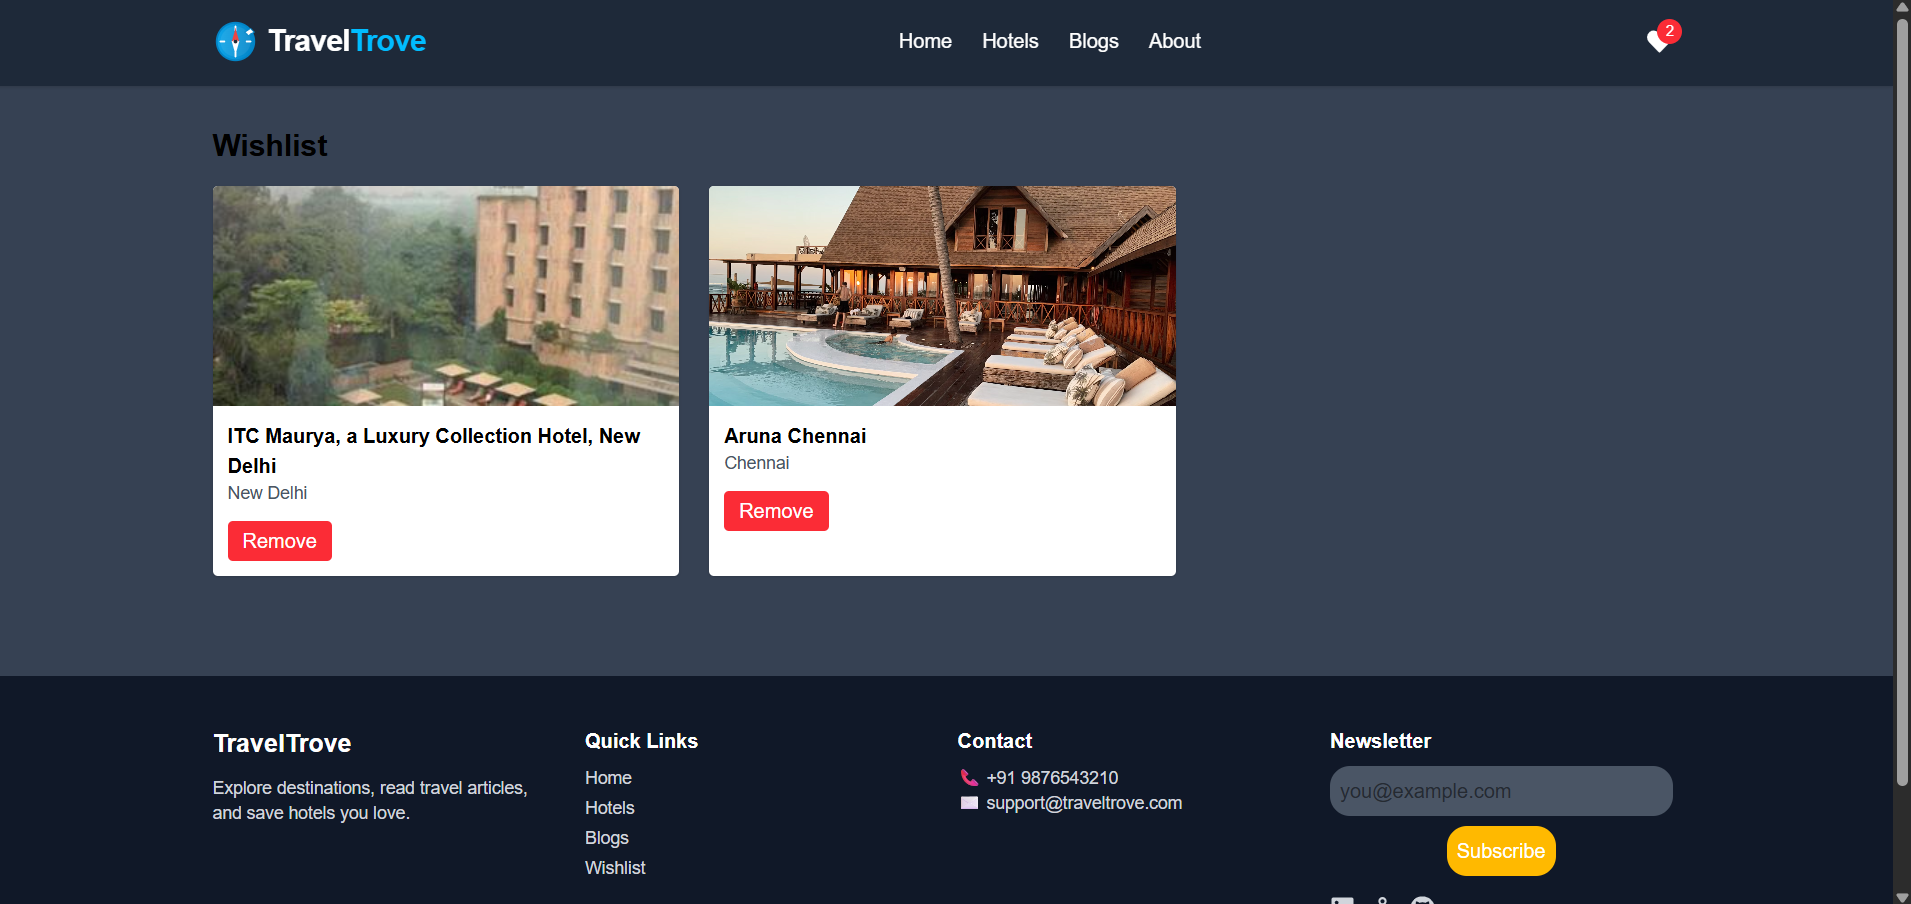 TravelTrove
Home Hotels Blogs About
2
Wishlist
ITC Maurya, a Luxury Collection Hotel, New
Delhi
New Delhi
Remove
Aruna Chennai
Chennai
Remove
TravelTrove
Explore destinations, read travel articles,
and save hotels you love.
Quick Links
Home
Hotels
Blogs
Wishlist
Contact
+91 9876543210
support@traveltrove.com
Newsletter
you@example.com
Subscribe